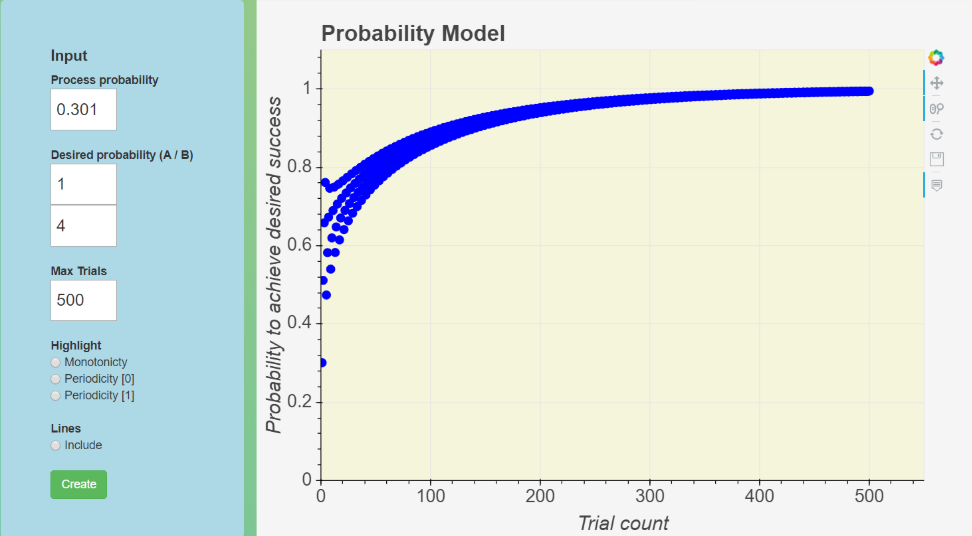 Input
Process probability
0.301
Desired probability (A / B)
1
4
Max Trials
500
Highlight
Monotonicty
Periodicity [0]
Periodicity [1]
Lines
Include
Create
Probability Model
Probability to achieve desired success
1
0.8
0.6
0.4
0.2
0
0 100 200 300 400 500
Trial count